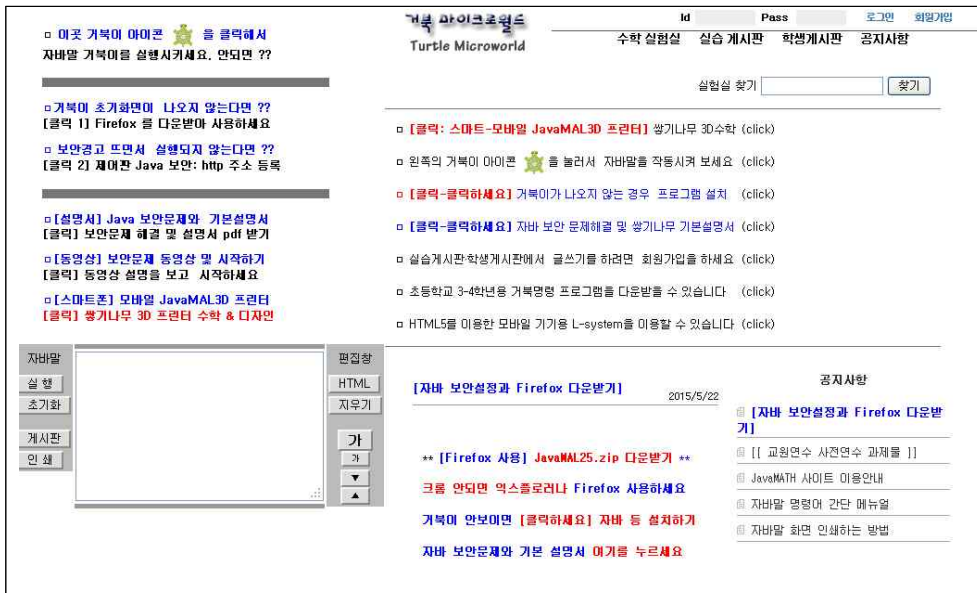 ▫ 이곳 거북이 아이콘 을 클릭해서
자바말 거북이를 실행시키세요, 안되면 ??
▫ 거북이 초기화면이 나오지 않는다면 ??
[클릭 1] Firefox 를 다운받아 사용하세요
▫ 보안경고 뜨면서 실행되지 않는다면 ??
[클릭 2] 제어판 Java 보안: http 주소 등록
▫ [설명서] Java 보안문제와 기본설명서
[클릭] 보안문제 해결 및 설명서 pdf 받기
▫ [동영상] 보안문제 동영상 및 시작하기
[클릭] 동영상 설명을 보고 시작하세요
▫ [스마트폰] 모바일 JavaMAL3D 프린터
[클릭] 쌓기나무 3D 프린터 수학 & 디자인
자바말
실 행
초기화
게시판
인 쇄
편집창
HTML
지우기
가
가
▼
▲
거북 마이크로월드
Turtle Microworld
Id Pass 로그인 회원가입
수학 실험실 실습 게시판 학생게시판 공지사항
실험실 찾기 찾기
▫ [클릭: 스마트-모바일 JavaMAL3D 프린터] 쌓기나무 3D수학 (click)
▫ 왼쪽의 거북이 아이콘 을 눌러서 자바말을 작동시켜 보세요 (click)
▫ [클릭-클릭하세요] 거북이가 나오지 않는 경우 프로그램 설치 (click)
▫ [클릭-클릭하세요] 자바 보안 문제해결 및 쌓기나무 기본설명서 (click)
▫ 실습게시판·학생게시판에서 글쓰기를 하려면 회원가입을 하세요 (click)
▫ 초등학교 3-4학년용 거북명령 프로그램을 다운받을 수 있습니다 (click)
▫ HTML5를 이용한 모바일 기기용 L-system을 이용할 수 있습니다 (click)
[자바 보안설정과 Firefox 다운받기]
2015/5/22
** [Firefox 사용] JavaMAL25.zip 다운받기 **
크롬 안되면 익스플로러나 Firefox 사용하세요
거북이 안보이면 [클릭하세요] 자바 등 설치하기
자바 보안문제와 기본 설명서 여기를 누르세요
공지사항
[자바 보안설정과 Firefox 다운받
기]
[[ 교원연수 사전연수 과제물 ]]
JavaMATH 사이트 이용안내
자바말 명령어 간단 메뉴얼
자바말 화면 인쇄하는 방법